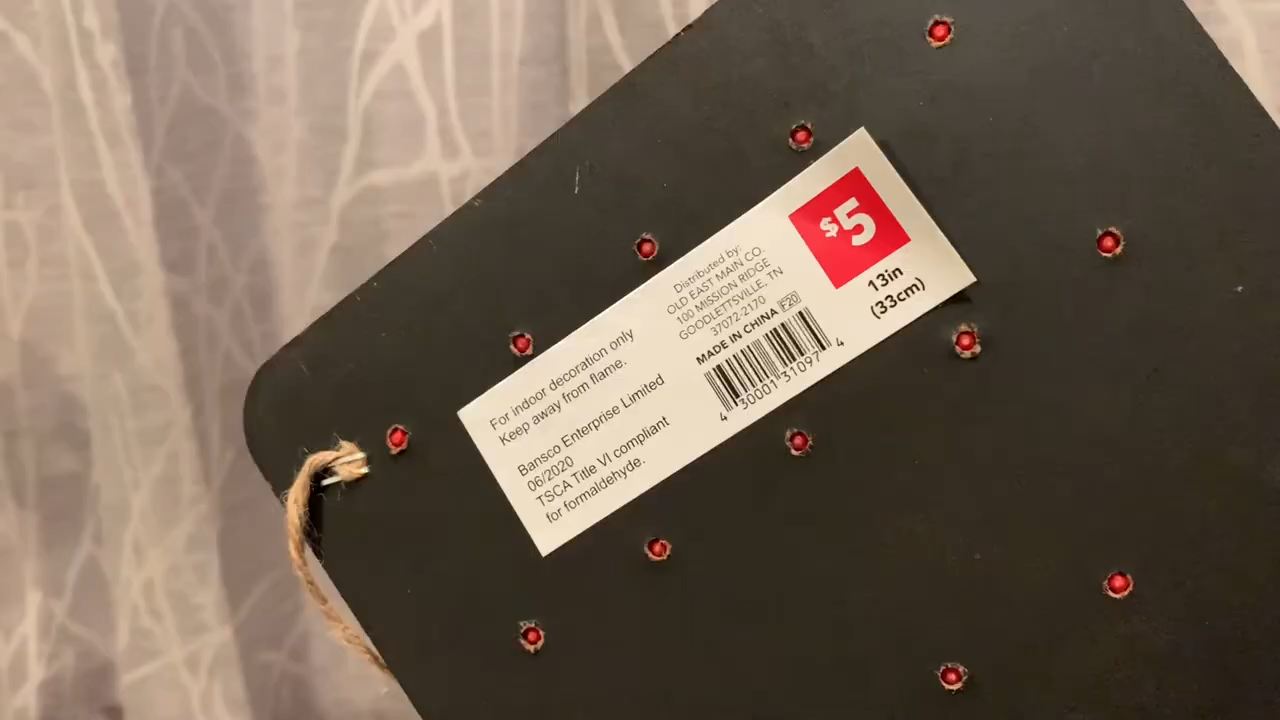 $5
13in
(33cm)
Distributed by:
OLD EAST MAIN CO.
100 MISSION RIDGE
GOODLETTSVILLE, TN
37072-2170
MADE IN CHINA F20
4 30001 31097 4
For indoor decoration only
Keep away from flame.
Bansco Enterprise Limited
06/2020
TSCA Title VI compliant
for formaldehyde.